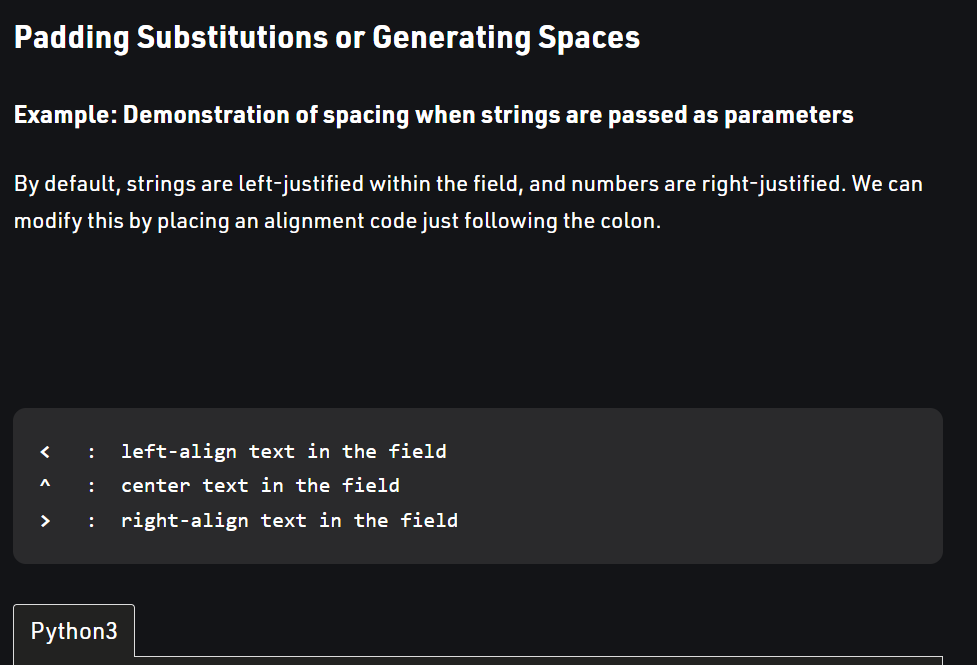 Padding Substitutions or Generating Spaces
Example: Demonstration of spacing when strings are passed as parameters
By default, strings are left-justified within the field, and numbers are right-justified. We can
modify this by placing an alignment code just following the colon.
<   :  left-align text in the field
^   :  center text in the field
>   :  right-align text in the field
Python3